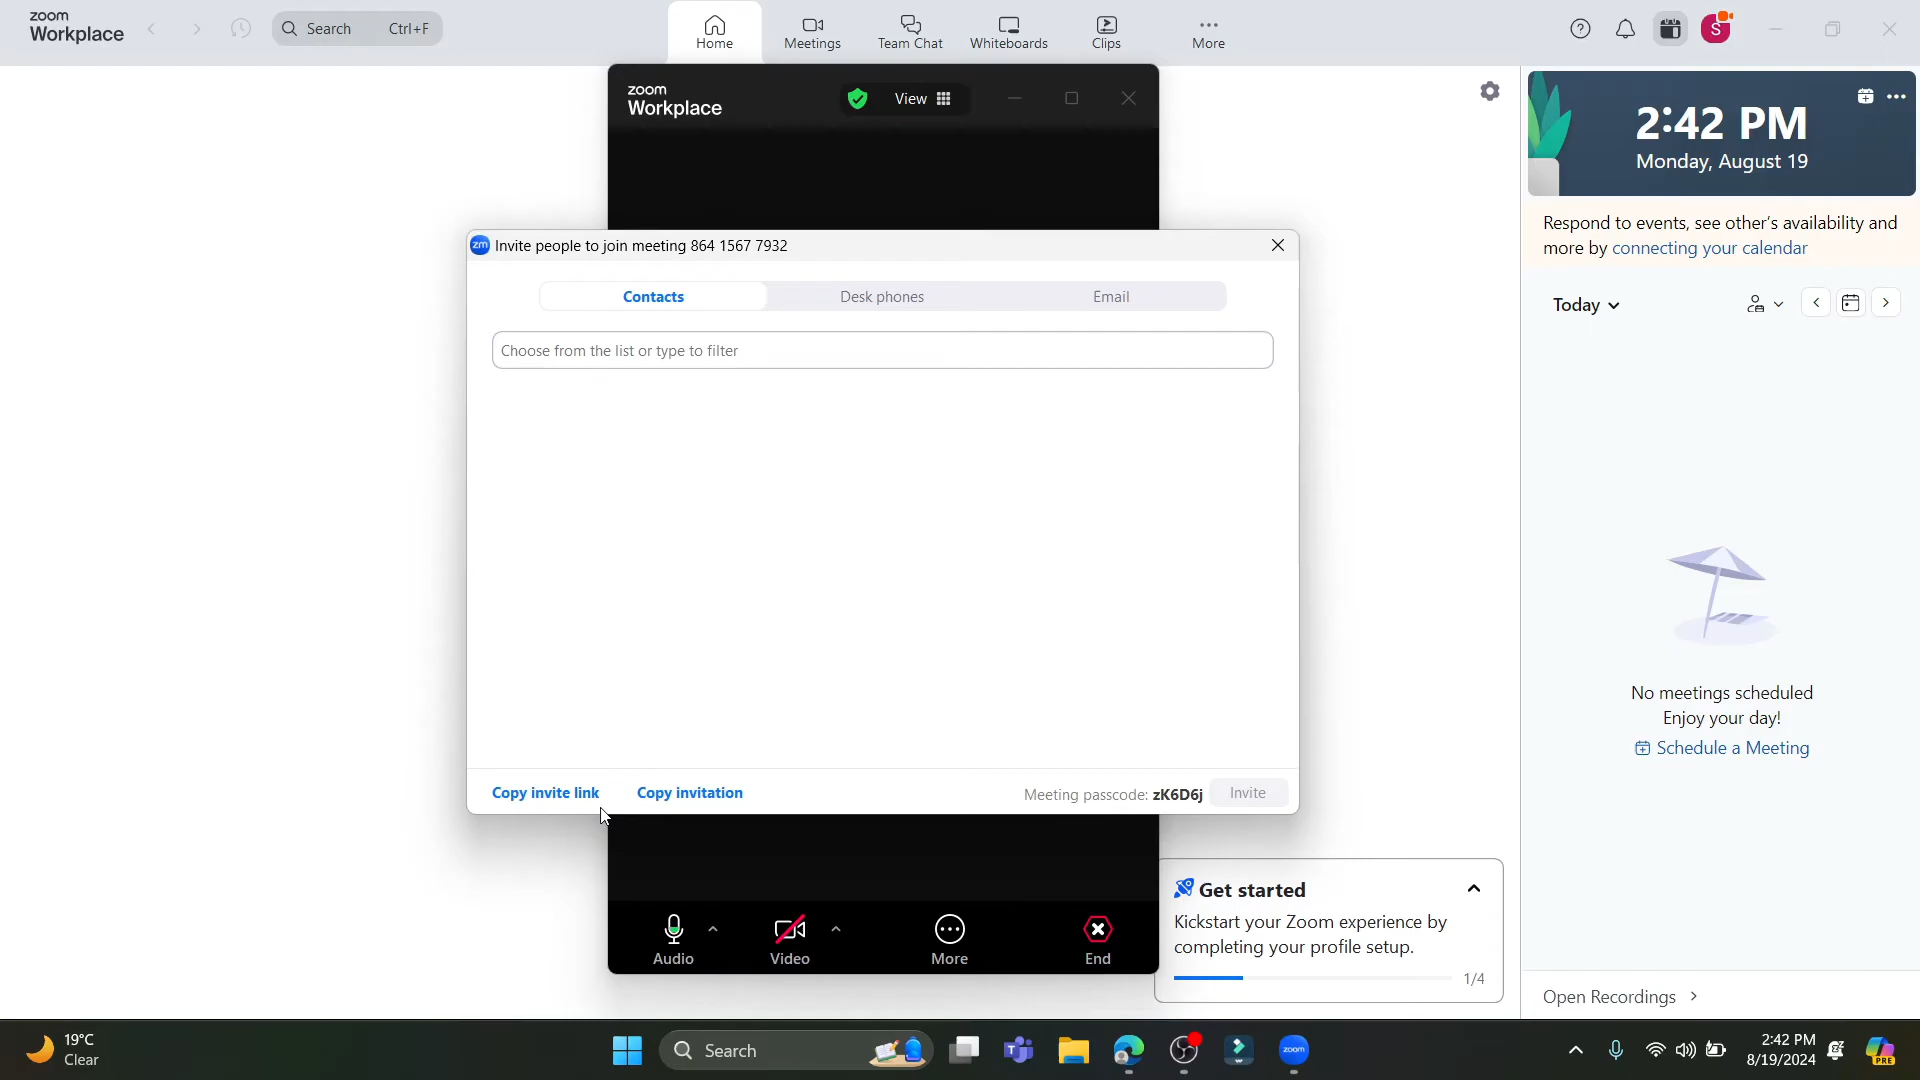 zoom
Workplace
Search Ctrl+F
Home
Meetings
Team Chat
Whiteboards
Clips
More
S
zoom
Workplace
View
2:42 PM
Monday, August 19
Respond to events, see other's availability and
more by connecting your calendar
Today
zm Invite people to join meeting 864 1567 7932
Contacts
Desk phones
Email
Choose from the list or type to filter
No meetings scheduled
Enjoy your day!
Schedule a Meeting
Copy invite link
Copy invitation
Meeting passcode: zK6D6j
Invite
Get started
Kickstart your Zoom experience by
completing your profile setup.
1/4
Audio
Video
More
End
Open Recordings
19°C
Clear
Search
zoom
2:42 PM
8/19/2024
PRE